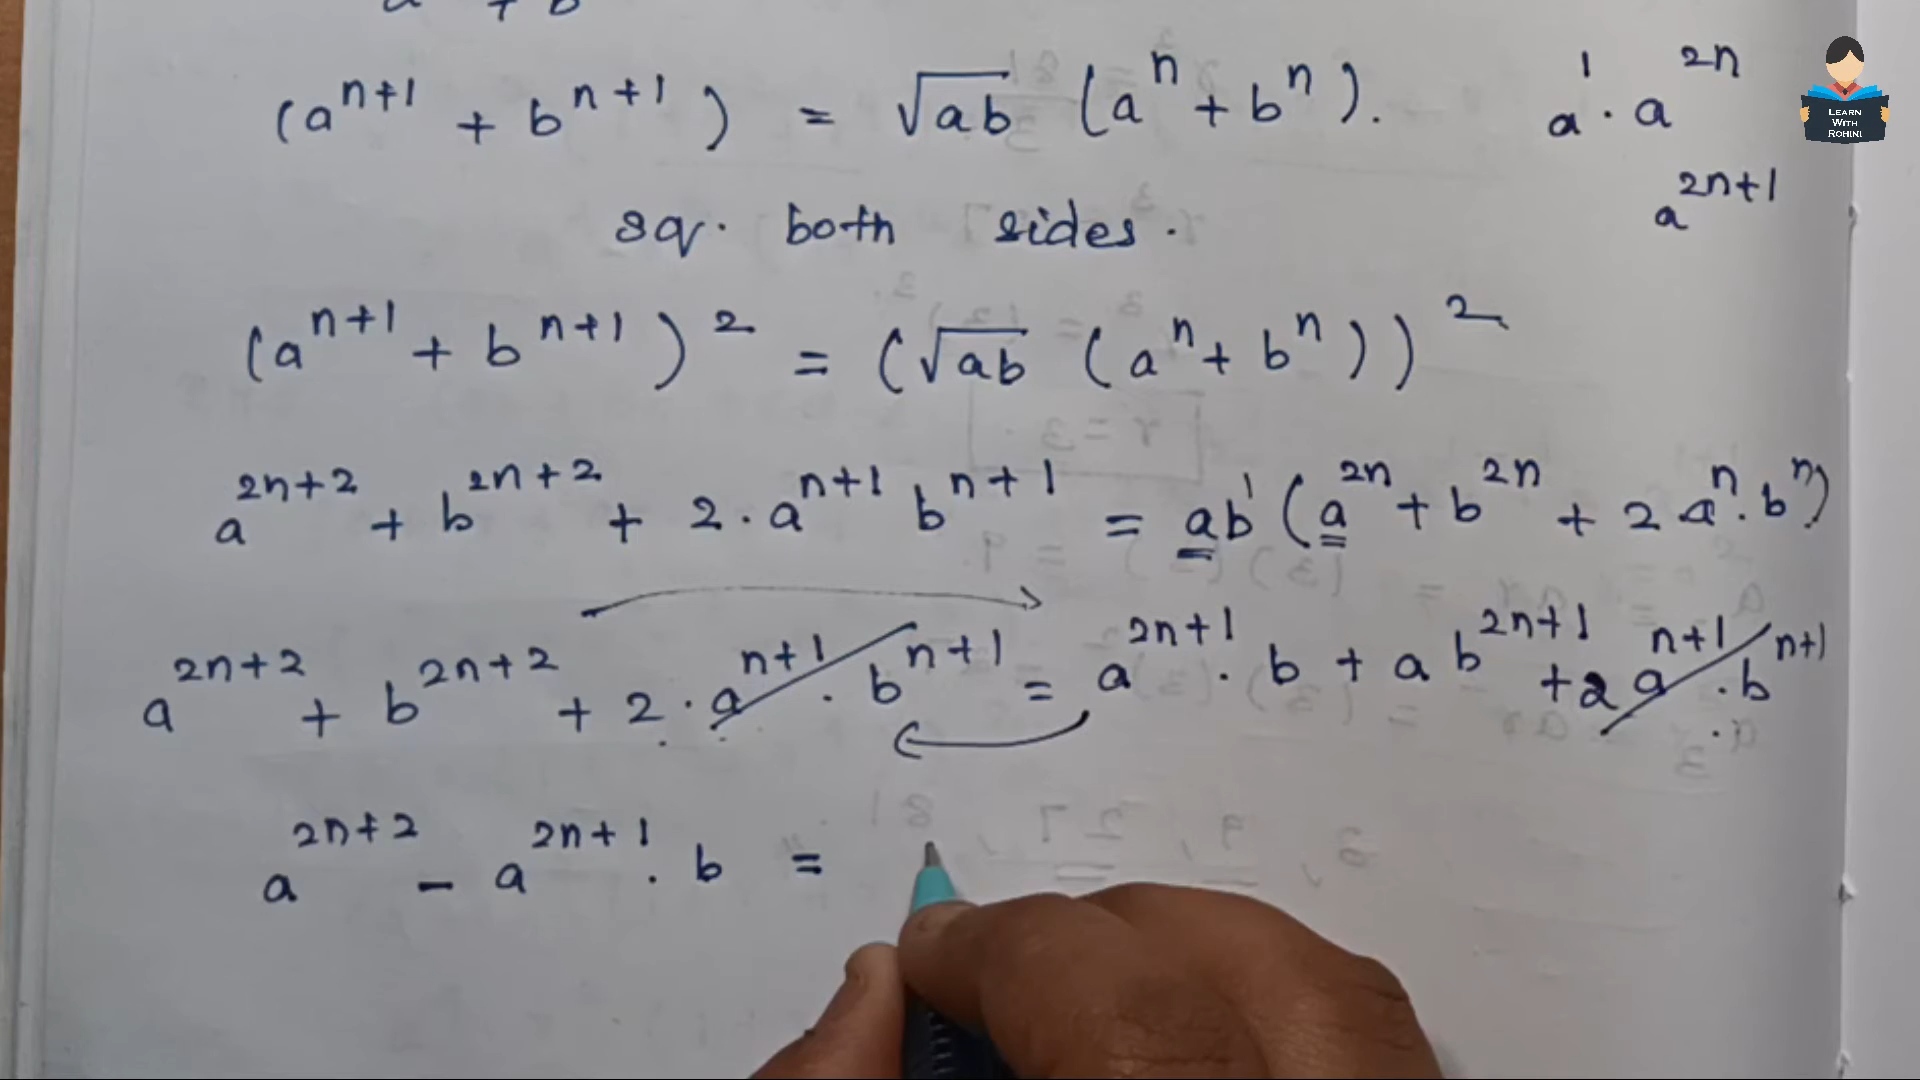 a + b
(a^{n+1} + b^{n+1}) = √ab (a^n + b^n).
a^1 . a^{2n}
a^{2n+1}
LEARN
WITH
ROHINI
sq. both sides.
(a^{n+1} + b^{n+1})^2 = (√ab (a^n + b^n))^2
a^{2n+2} + b^{2n+2} + 2 . a^{n+1} b^{n+1} = ab^1 (a^{2n} + b^{2n} + 2 a^n . b^n)
a^{2n+2} + b^{2n+2} + 2 . a^{n+1} . b^{n+1} = a^{2n+1} . b + a b^{2n+1} + 2 a^{n+1} . b^{n+1}
a^{2n+2} - a^{2n+1} . b =